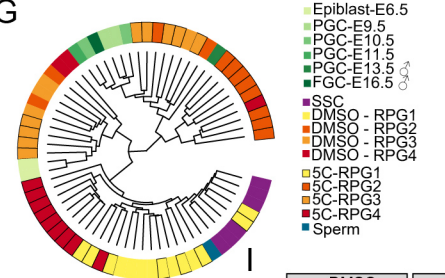 G
Epiblast-E6.5
PGC-E9.5
PGC-E10.5
PGC-E11.5
PGC-E13.5 ♂
FGC-E16.5 ♂
SSC
DMSO - RPG1
DMSO - RPG2
DMSO - RPG3
DMSO - RPG4
5C-RPG1
5C-RPG2
5C-RPG3
5C-RPG4
Sperm
I